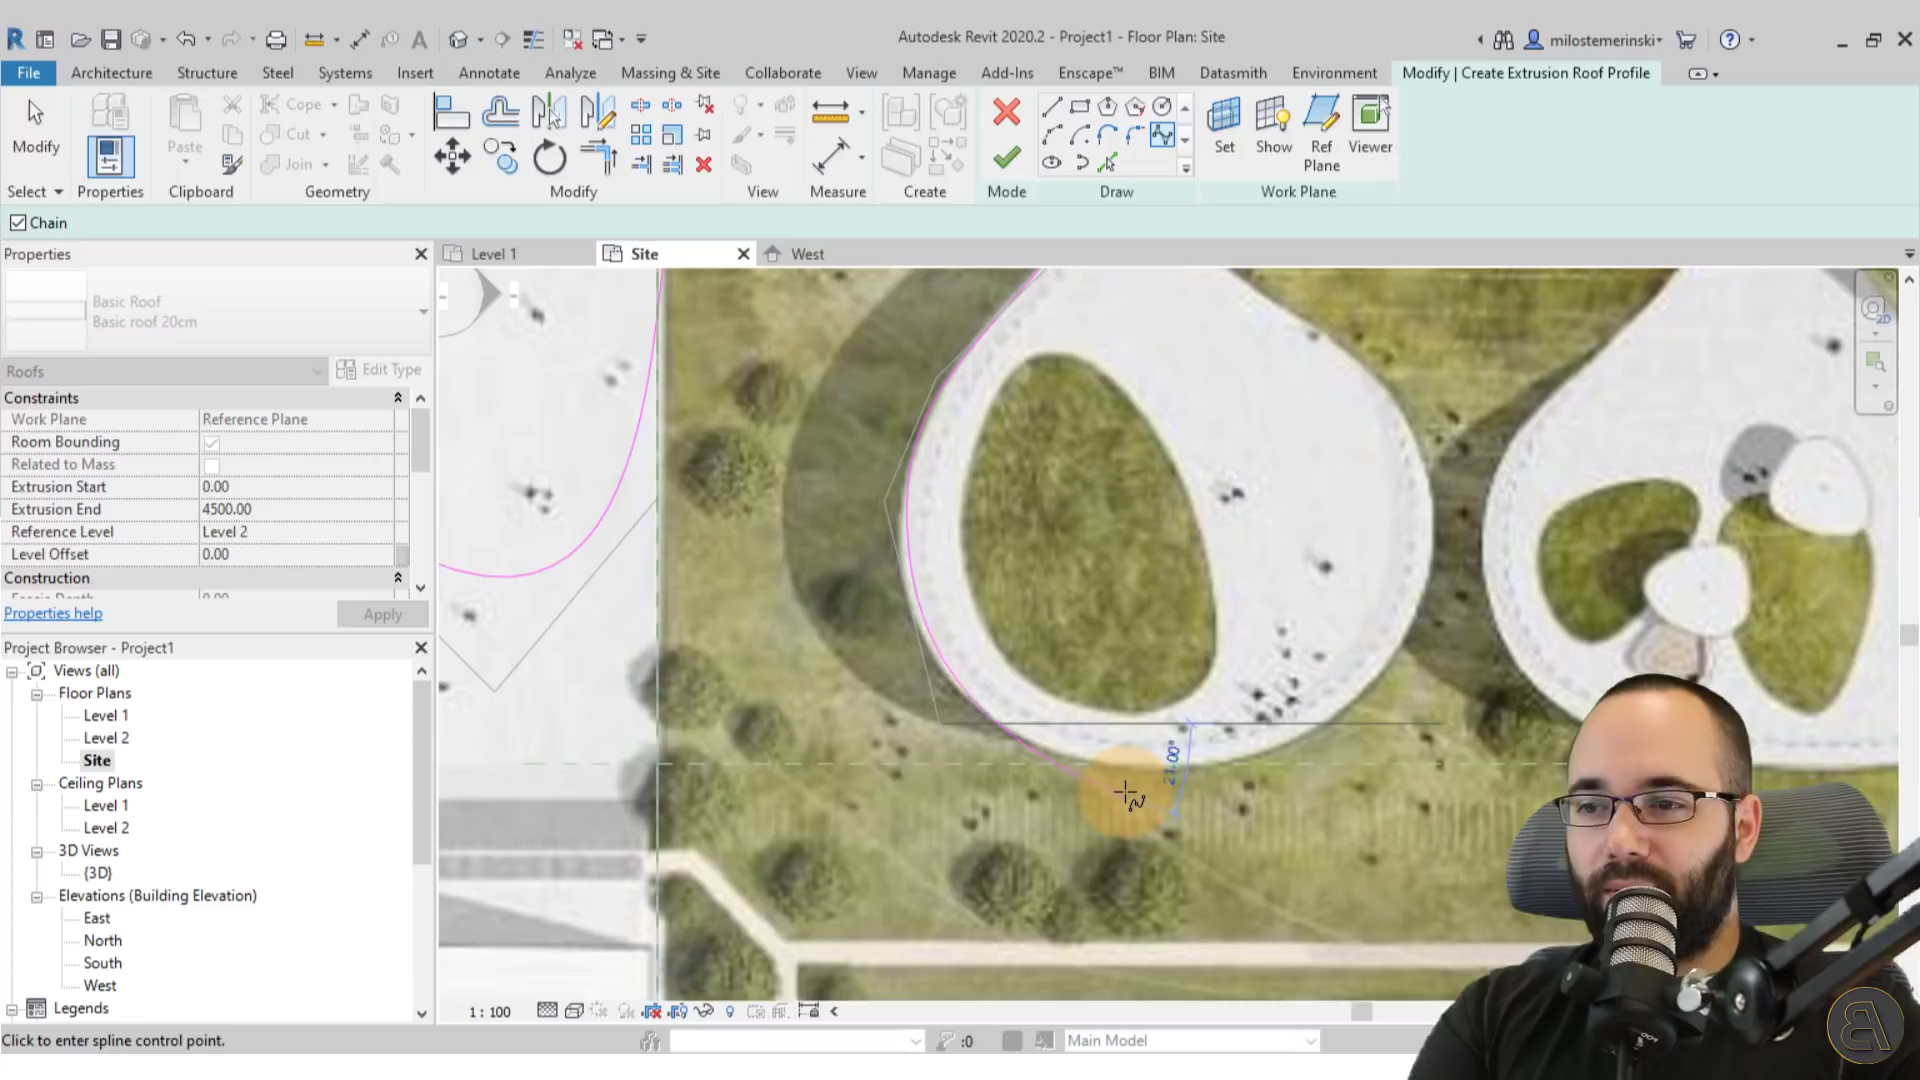 Autodesk Revit 2020.2 - Project1 - Floor Plan: Site
milostemerinski
File Architecture Structure Steel Systems Insert Annotate Analyze Massing & Site Collaborate View Manage Add-Ins Enscape™ BIM Datasmith Environment Modify | Create Extrusion Roof Profile
Modify
Paste
Cope
Cut
Join
Set Show Ref Plane Viewer
Select Properties Clipboard Geometry Modify View Measure Create Mode Draw Work Plane
Chain
Properties
Level 1 Site West
Basic Roof
Basic roof 20cm
Roofs Edit Type
Constraints
Work Plane Reference Plane
Room Bounding
Related to Mass
Extrusion Start 0.00
Extrusion End 4500.00
Reference Level Level 2
Level Offset 0.00
Construction
Properties help Apply
Project Browser - Project1
Views (all)
Floor Plans
Level 1
Level 2
Site
Ceiling Plans
Level 1
Level 2
3D Views
{3D}
Elevations (Building Elevation)
East
North
South
West
Legends
21.00°
2D
1 : 100
Click to enter spline control point.
:0
Main Model